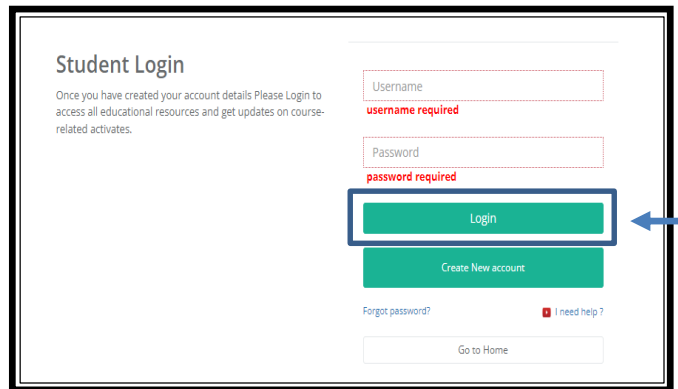 Student Login
Once you have created your account details Please Login to
access all educational resources and get updates on course-
related activates.
Username
username required
Password
password required
Login
Create New account
Forgot password?
I need help ?
Go to Home